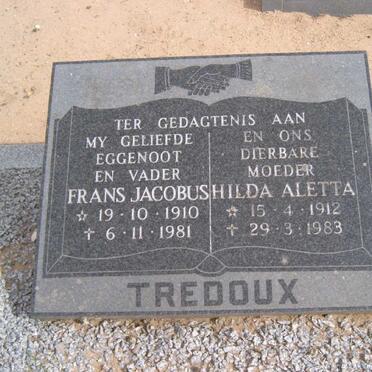 TER GEDAGTENIS AAN
MY GELIEFDE
EGGENOOT
EN VADER
FRANS JACOBUS
☆ 19·10·1910
✝ 6·11·1981
EN ONS
DIERBARE
MOEDER
HILDA ALETTA
☆ 15·4·1912
✝ 29·3·1983
TREDOUX